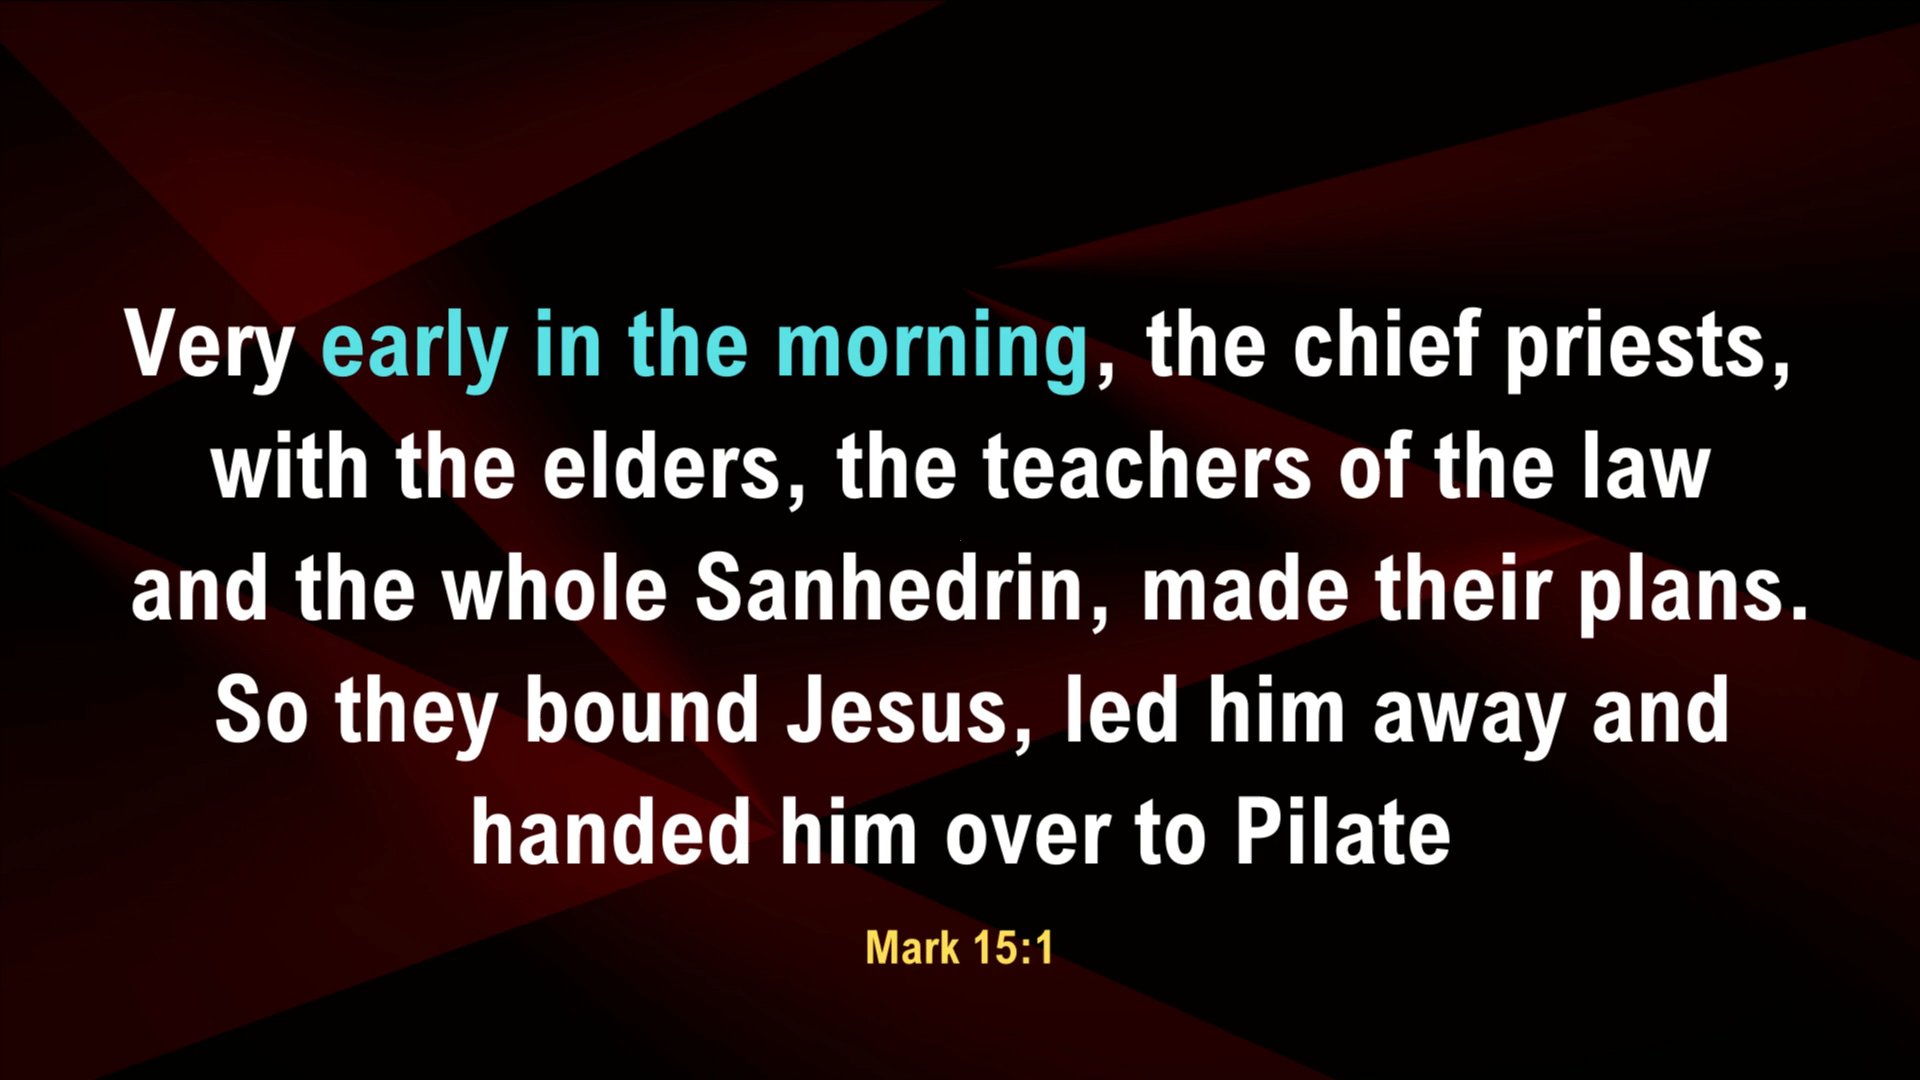 Very early in the morning, the chief priests,
with the elders, the teachers of the law
and the whole Sanhedrin, made their plans.
So they bound Jesus, led him away and
handed him over to Pilate
Mark 15:1